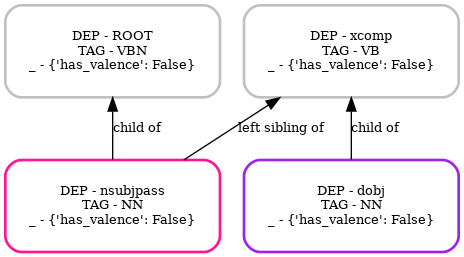 DEP - ROOT
TAG - VBN
_ - {'has_valence': False}
DEP - xcomp
TAG - VB
_ - {'has_valence': False}
child of
left sibling of
child of
DEP - nsubjpass
TAG - NN
_ - {'has_valence': False}
DEP - dobj
TAG - NN
_ - {'has_valence': False}